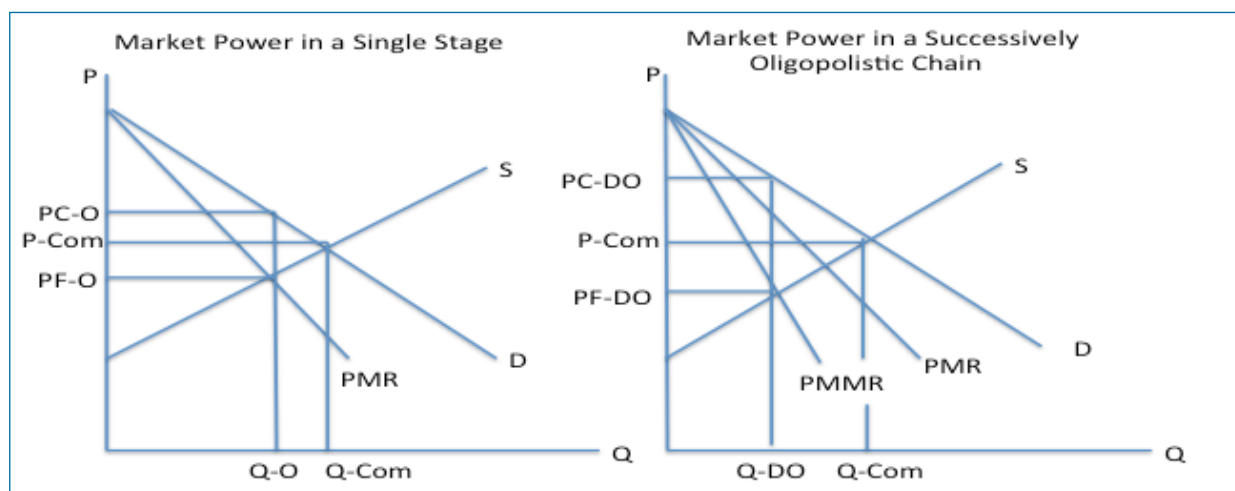 Market Power in a Single Stage
P
PC-O
P-Com
PF-O
S
D
PMR
Q-O Q-Com
Q
Market Power in a Successively
Oligopolistic Chain
P
PC-DO
P-Com
PF-DO
S
D
PMMR
PMR
Q-DO Q-Com
Q